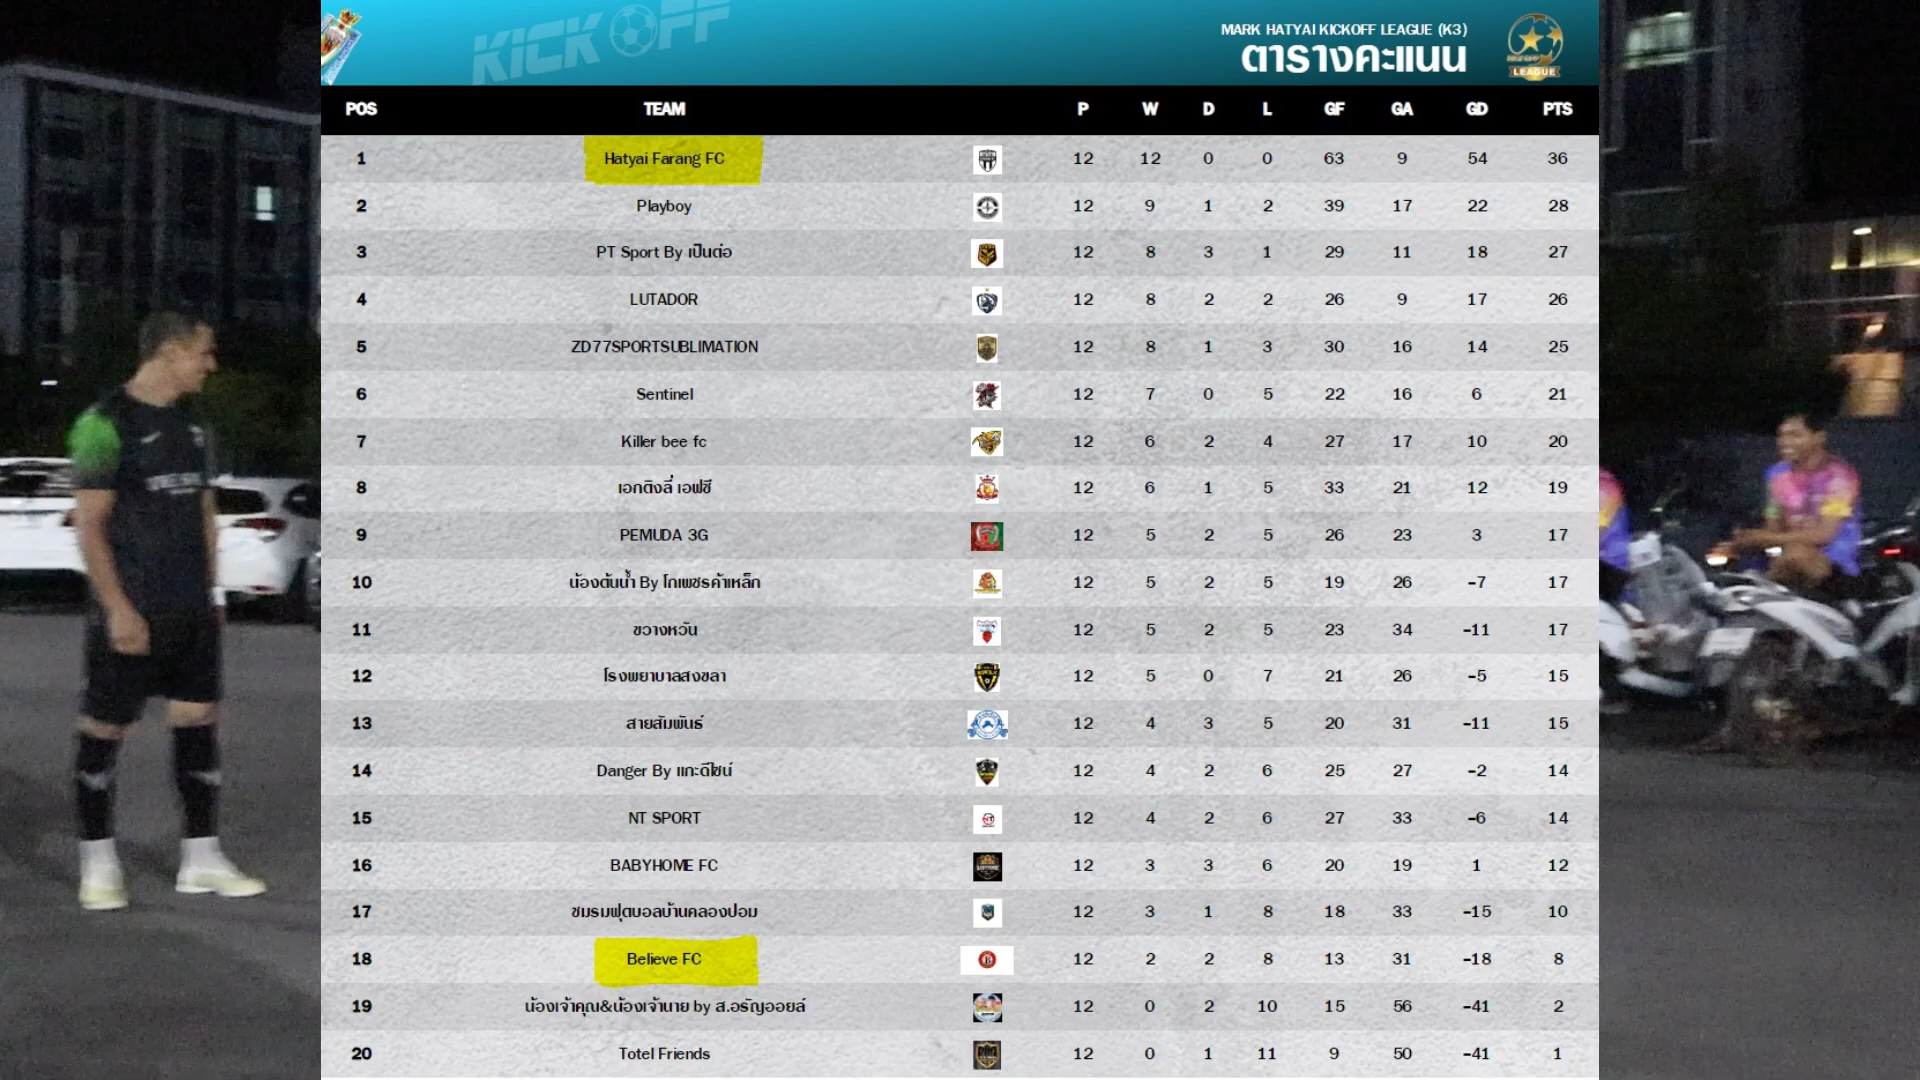 KICK OFF
MARK HATYAI KICKOFF LEAGUE (K3)
ตารางคะแนน
LEAGUE
POS TEAM P W D L GF GA GD PTS
1 Hatyai Farang FC 12 12 0 0 63 9 54 36
2 Playboy 12 9 1 2 39 17 22 28
3 PT Sport By เป็นต่อ 12 8 3 1 29 11 18 27
4 LUTADOR 12 8 2 2 26 9 17 26
5 ZD77SPORTSUBLIMATION 12 8 1 3 30 16 14 25
6 Sentinel 12 7 0 5 22 16 6 21
7 Killer bee fc 12 6 2 4 27 17 10 20
8 เอกติงลี่ เอฟซี 12 6 1 5 33 21 12 19
9 PEMUDA 3G 12 5 2 5 26 23 3 17
10 น้องต้นน้ำ By โกเพชรค้าเหล็ก 12 5 2 5 19 26 -7 17
11 ขวางหวัน 12 5 2 5 23 34 -11 17
12 โรงพยาบาลสงขลา 12 5 0 7 21 26 -5 15
13 สายสัมพันธ์ 12 4 3 5 20 31 -11 15
14 Danger By แกะดีไซน์ 12 4 2 6 25 27 -2 14
15 NT SPORT 12 4 2 6 27 33 -6 14
16 BABYHOME FC 12 3 3 6 20 19 1 12
17 ชมรมฟุตบอลบ้านคลองปอม 12 3 1 8 18 33 -15 10
18 Believe FC 12 2 2 8 13 31 -18 8
19 น้องเจ้าคุณ&น้องเจ้านาย by ส.อรัญออยล์ 12 0 2 10 15 56 -41 2
20 Totel Friends 12 0 1 11 9 50 -41 1